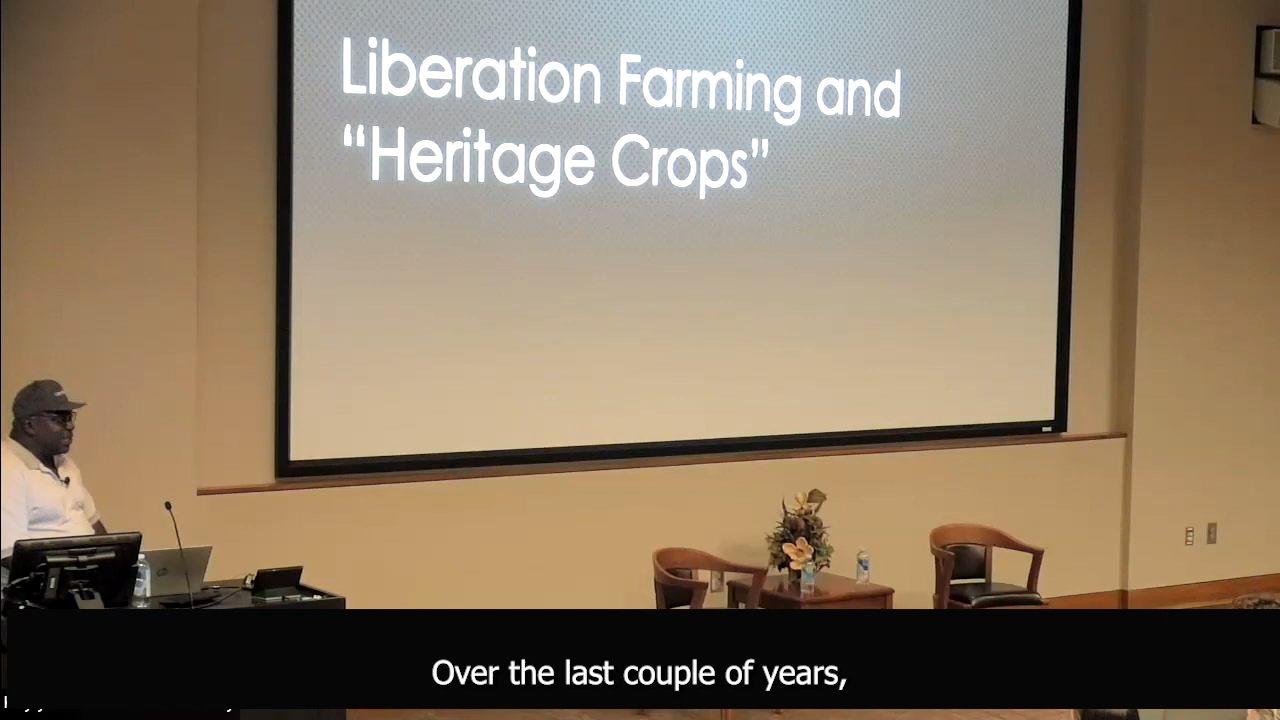 Liberation Farming and
“Heritage Crops”
Over the last couple of years,